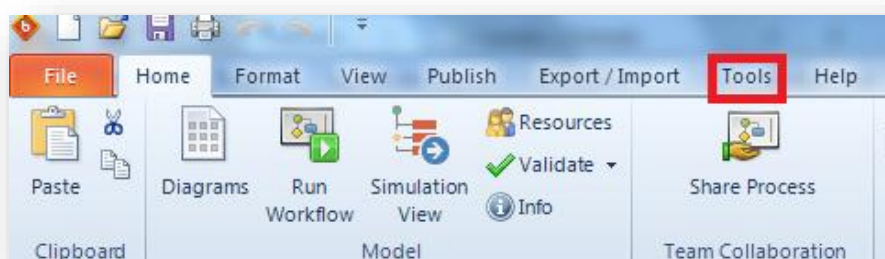 File Home Format View Publish Export / Import Tools Help
Resources
Validate
Paste Diagrams Run Workflow Simulation View Info Share Process
Clipboard Model Team Collaboration